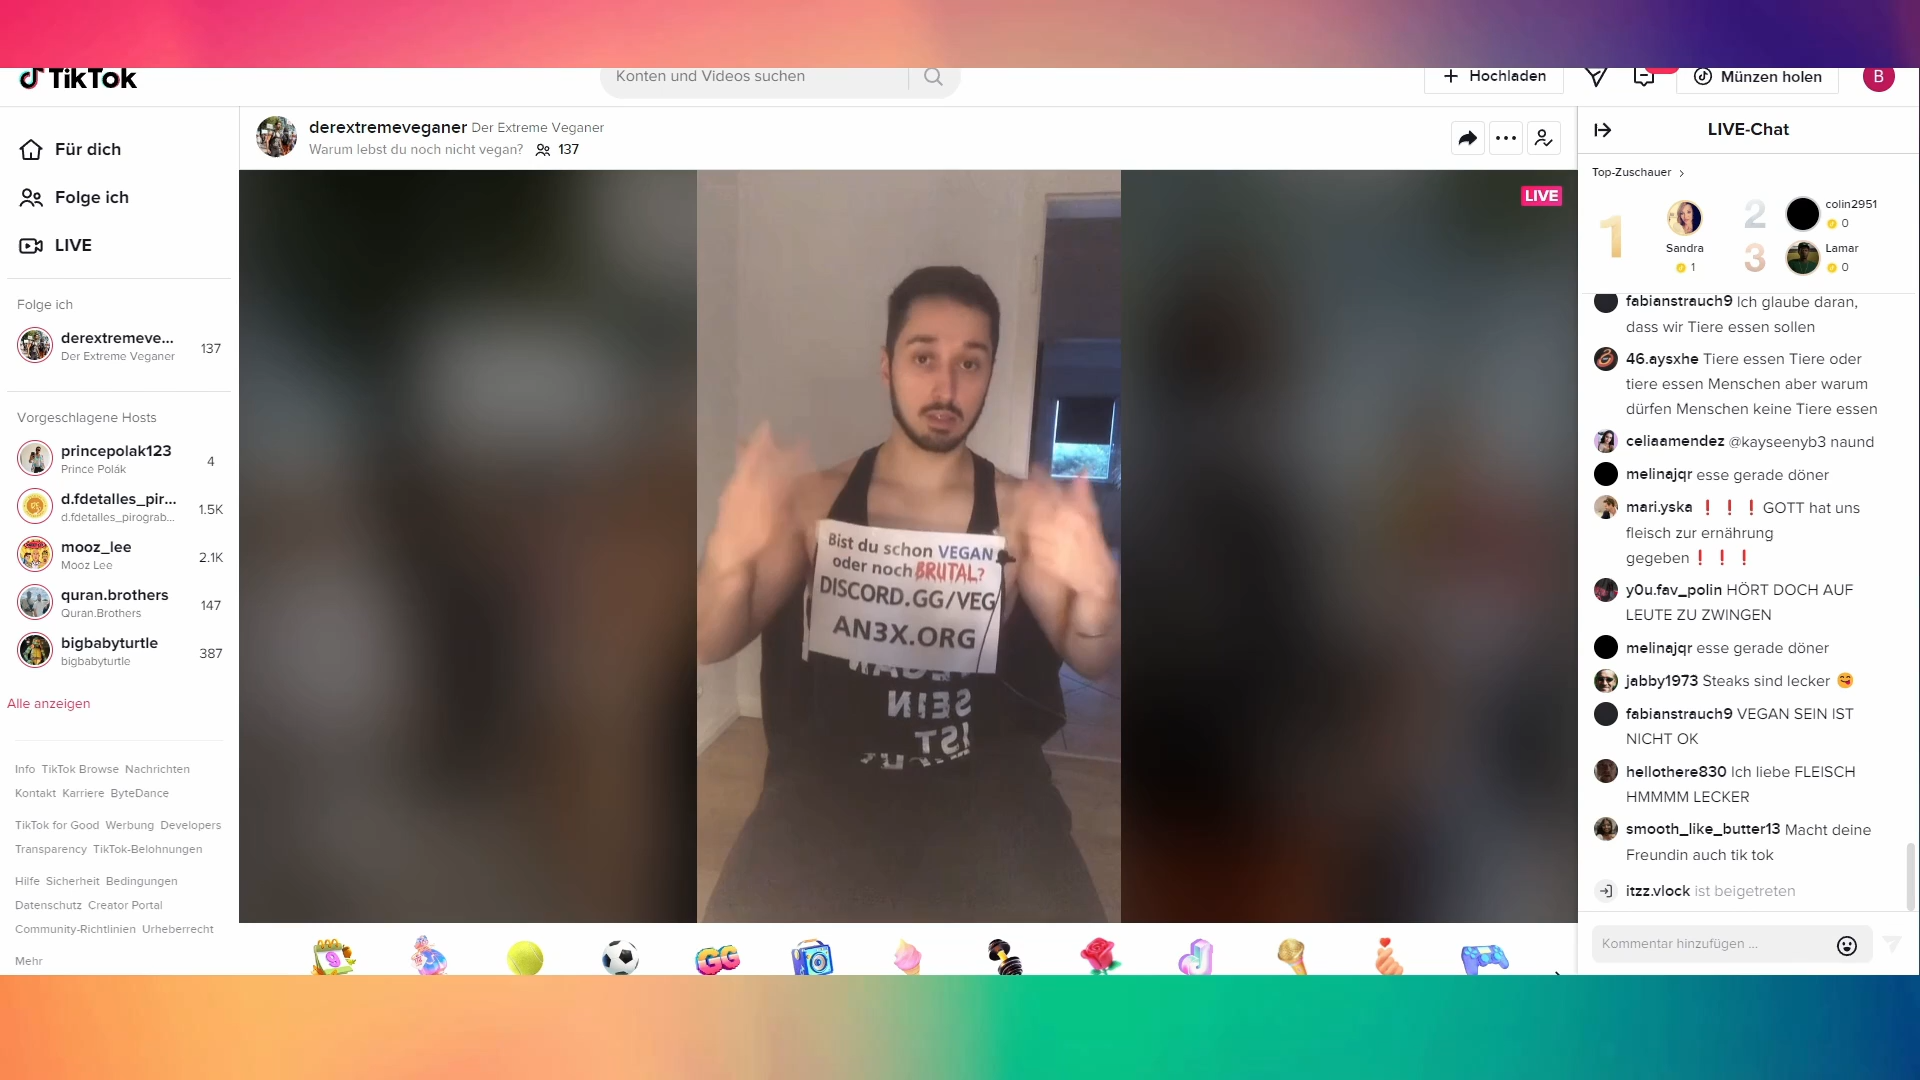 TikTok
Konten und Videos suchen
Hochladen
Münzen holen
B
Für dich
Folge ich
LIVE
Folge ich
derextremeve...
Der Extreme Veganer
137
Vorgeschlagene Hosts
princepolak123
Prince Polák
4
d.fdetalles_pir...
d.fdetalles_pirograb...
1.5K
mooz_lee
Mooz Lee
2.1K
quran.brothers
Quran.Brothers
147
bigbabyturtle
bigbabyturtle
387
Alle anzeigen
Info TikTok Browse Nachrichten
Kontakt Karriere ByteDance
TikTok for Good Werbung Developers
Transparency TikTok-Belohnungen
Hilfe Sicherheit Bedingungen
Datenschutz Creator Portal
Community-Richtlinien Urheberrecht
Mehr
derextremeveganer Der Extreme Veganer
Warum lebst du noch nicht vegan? 137
LIVE
Bist du schon VEGAN
oder noch BRUTAL?
DISCORD.GG/VEG
AN3X.ORG
VEGAN
SEIN
IST
GG
LIVE-Chat
Top-Zuschauer
1
Sandra
1
2
colin2951
0
3
Lamar
0
fabianstrauch9 Ich glaube daran,
dass wir Tiere essen sollen
46.aysxhe Tiere essen Tiere oder
tiere essen Menschen aber warum
dürfen Menschen keine Tiere essen
celiaamendez @kayseenyb3 naund
melinajqr esse gerade döner
mari.yska ❗ ❗ ❗GOTT hat uns
fleisch zur ernährung
gegeben❗ ❗ ❗
y0u.fav_polin HÖRT DOCH AUF
LEUTE ZU ZWINGEN
melinajqr esse gerade döner
jabby1973 Steaks sind lecker 🤗
fabianstrauch9 VEGAN SEIN IST
NICHT OK
hellothere830 Ich liebe FLEISCH
HMMMM LECKER
smooth_like_butter13 Macht deine
Freundin auch tik tok
itzz.vlock ist beigetreten
Kommentar hinzufügen ...